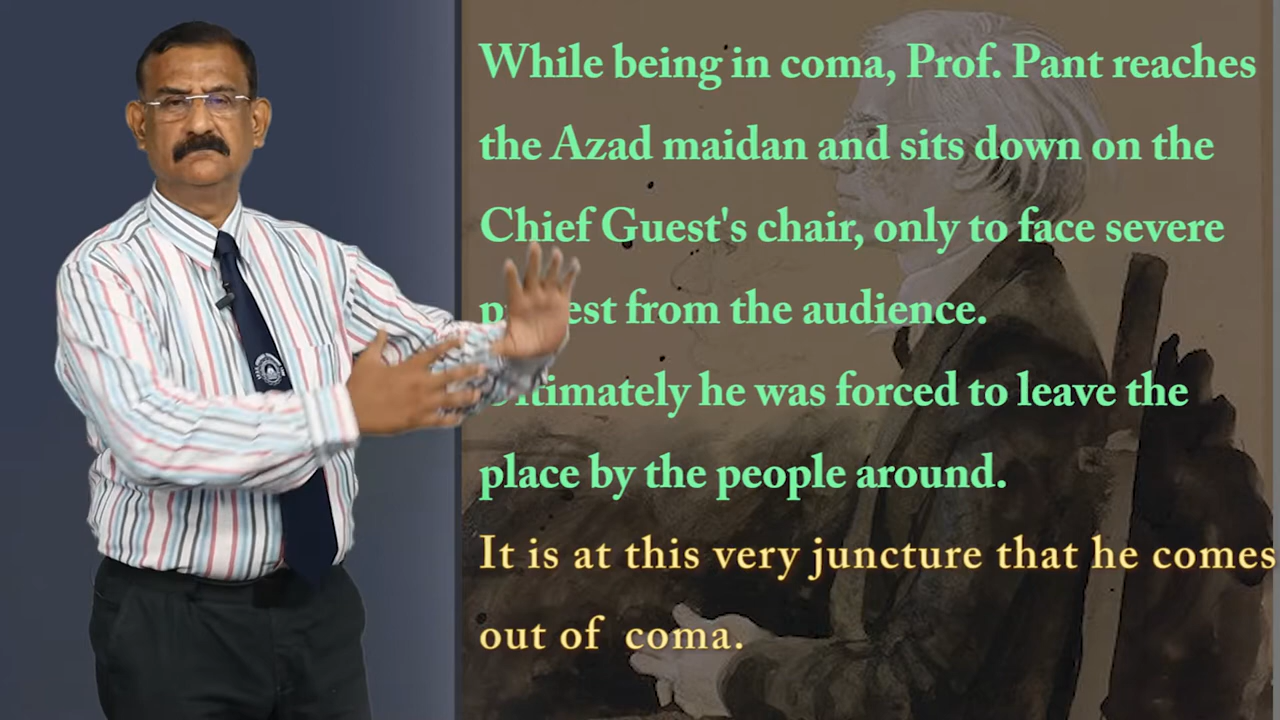 While being in coma, Prof. Pant reaches
the Azad maidan and sits down on the
Chief Guest's chair, only to face severe
from the audience.
he was forced to leave the
place by the people around.
It is at this very juncture that he comes
out of coma.